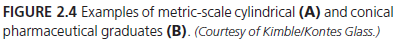 FIGURE 2.4 Examples of metric-scale cylindrical (A) and conical
pharmaceutical graduates (B). (Courtesy of Kimble/Kontes Glass.)